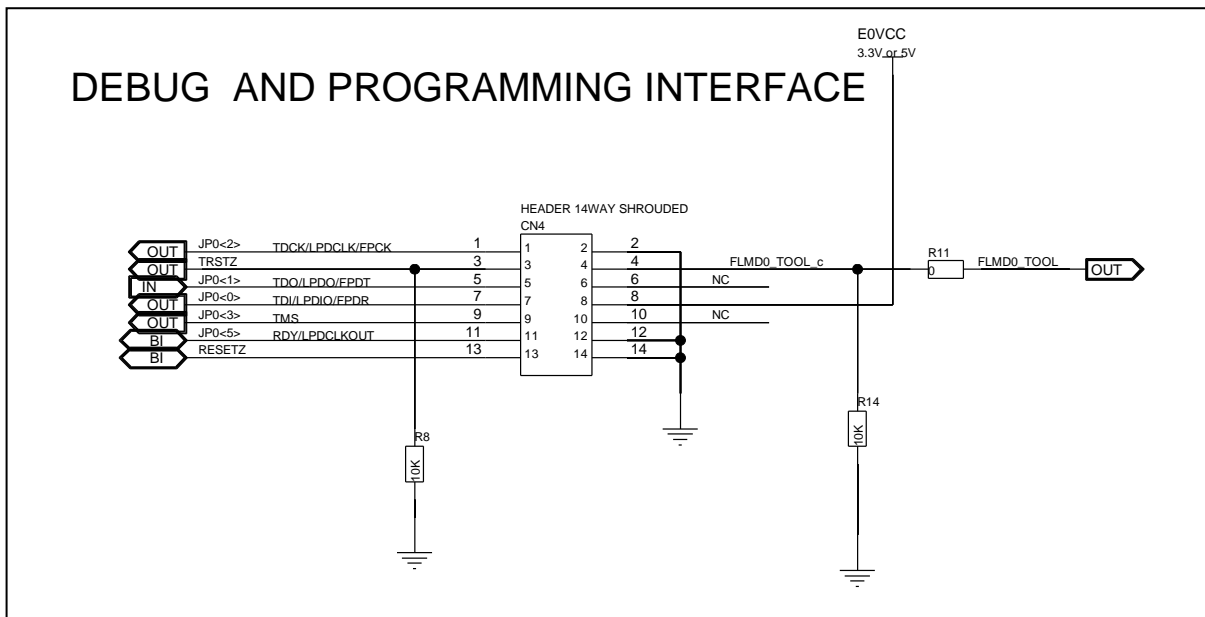 E0VCC
3.3V or 5V
DEBUG AND PROGRAMMING INTERFACE
HEADER 14WAY SHROUDED
CN4
OUT JP0<2> TDCK/LPDCLK/FPCK 1 1 2 2
OUT TRSTZ 3 3 4 4 FLMD0_TOOL_c R11 0 FLMD0_TOOL OUT
IN JP0<1> TDO/LPDO/FPDT 5 5 6 6 NC
OUT JP0<0> TDI/LPDIO/FPDR 7 7 8 8
OUT JP0<3> TMS 9 9 10 10 NC
BI JP0<5> RDY/LPDCLKOUT 11 11 12 12
BI RESETZ 13 13 14 14
R14
10K
R8
10K